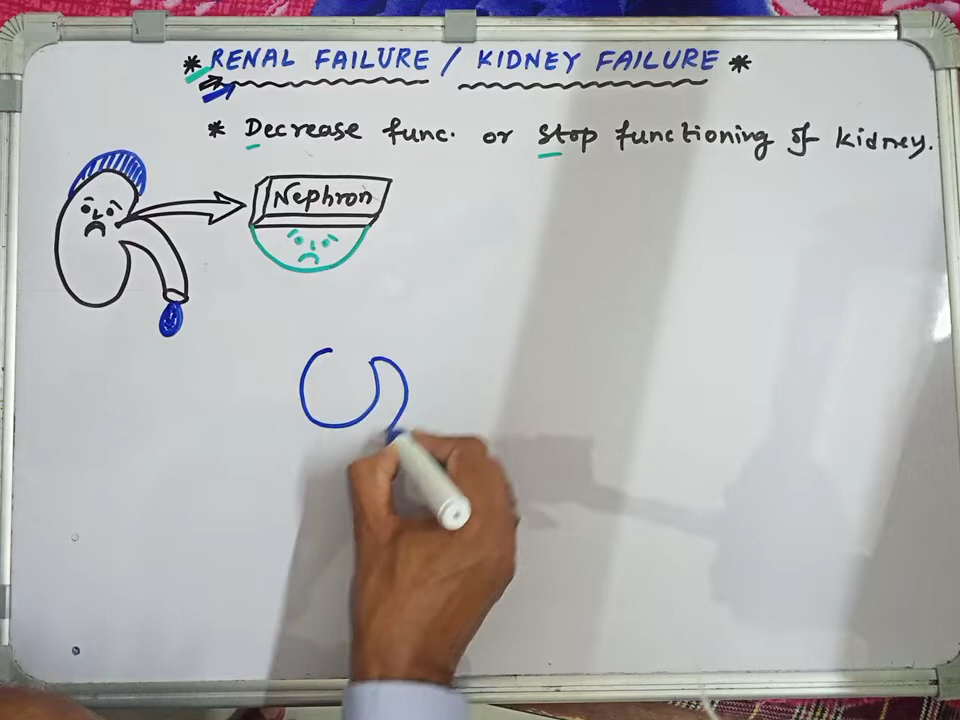 * RENAL FAILURE / KIDNEY FAILURE *
* Decrease func. or stop functioning of kidney.
Nephron